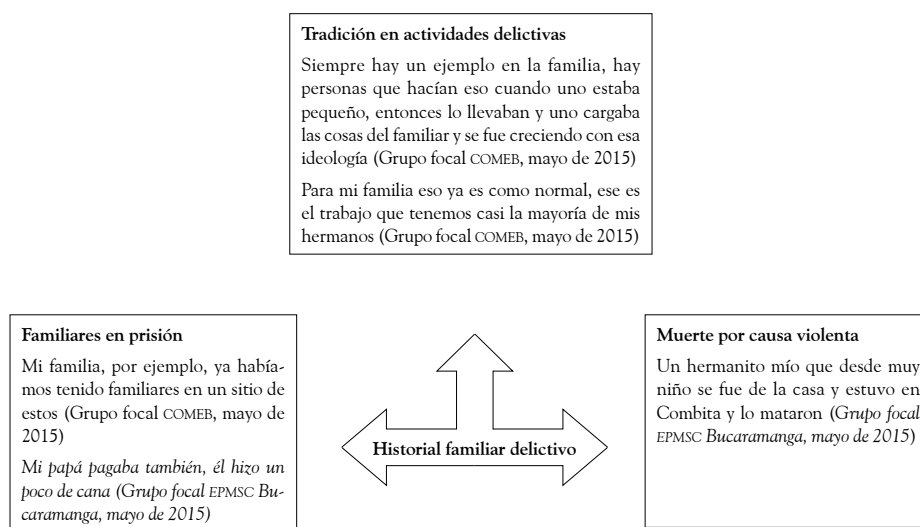 Tradición en actividades delictivas
Siempre hay un ejemplo en la familia, hay
personas que hacían eso cuando uno estaba
pequeño, entonces lo llevaban y uno cargaba
las cosas del familiar y se fue creciendo con esa
ideología (Grupo focal COMEB, mayo de 2015)
Para mi familia eso ya es como normal, ese es
el trabajo que tenemos casi la mayoría de mis
hermanos (Grupo focal COMEB, mayo de 2015)
Familiares en prisión
Mi familia, por ejemplo, ya había-
mos tenido familiares en un sitio de
estos (Grupo focal COMEB, mayo de
2015)
Mi papá pagaba también, él hizo un
poco de cana (Grupo focal EPMSC Bu-
caramanga, mayo de 2015)
Historial familiar delictivo
Muerte por causa violenta
Un hermanito mío que desde muy
niño se fue de la casa y estuvo en
Combita y lo mataron (Grupo focal
EPMSC Bucaramanga, mayo de 2015)